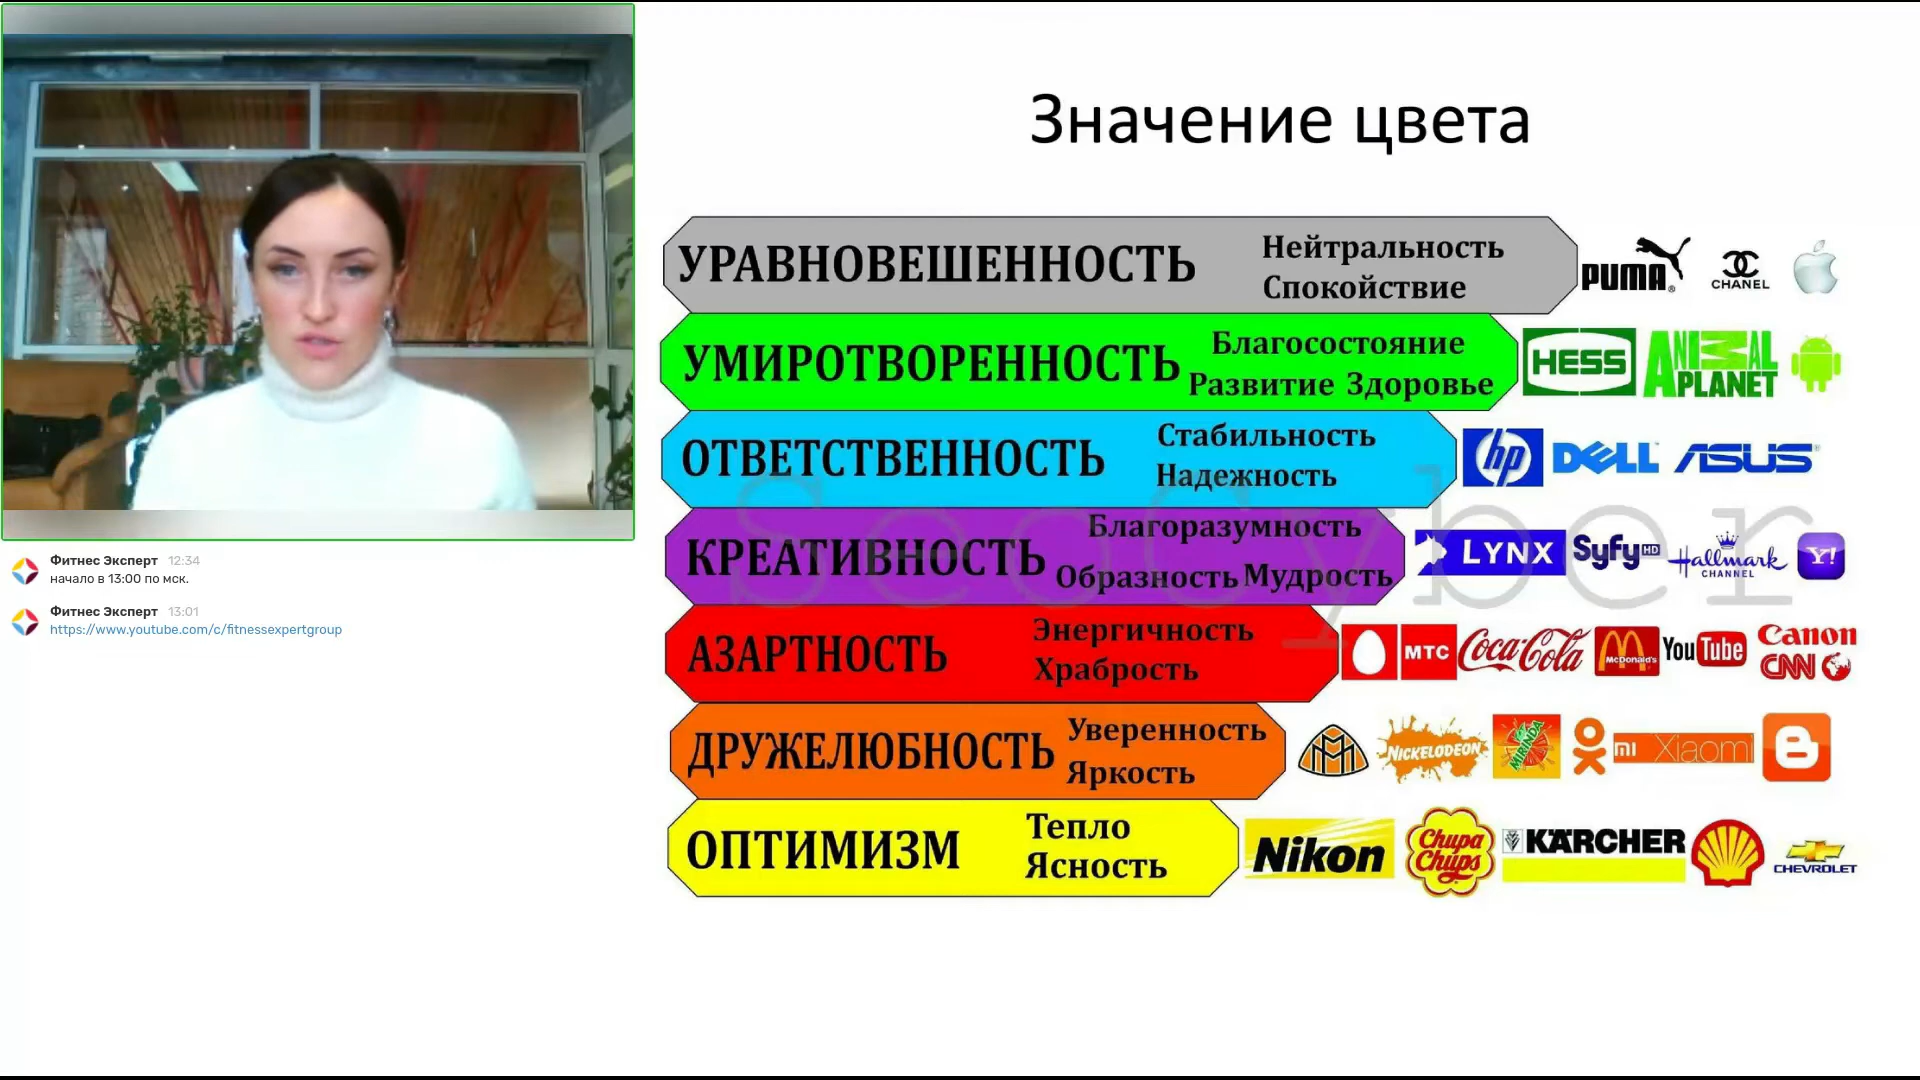 Значение цвета
УРАВНОВЕШЕННОСТЬ
Нейтральность
Спокойствие
PUMA
CHANEL
УМИРОТВОРЕННОСТЬ
Благосостояние
Развитие Здоровье
HESS
ANIMAL
PLANET
ОТВЕТСТВЕННОСТЬ
Стабильность
Надежность
hp
DELL
ASUS
SeoCyber
КРЕАТИВНОСТЬ
Благоразумность
Образность Мудрость
LYNX
Syfy HD
Hallmark
CHANNEL
Y!
АЗАРТНОСТЬ
Энергичность
Храбрость
МТС
Coca-Cola
McDonald's
YouTube
Canon
CNN
ДРУЖЕЛЮБНОСТЬ
Уверенность
Яркость
NICKELODEON
MIRINDA
mi Xiaomi
B
ОПТИМИЗМ
Тепло
Ясность
Nikon
Chupa
Chups
KÄRCHER
CHEVROLET
Фитнес Эксперт 12:34
начало в 13:00 по мск.
Фитнес Эксперт 13:01
https://www.youtube.com/c/fitnessexpertgroup